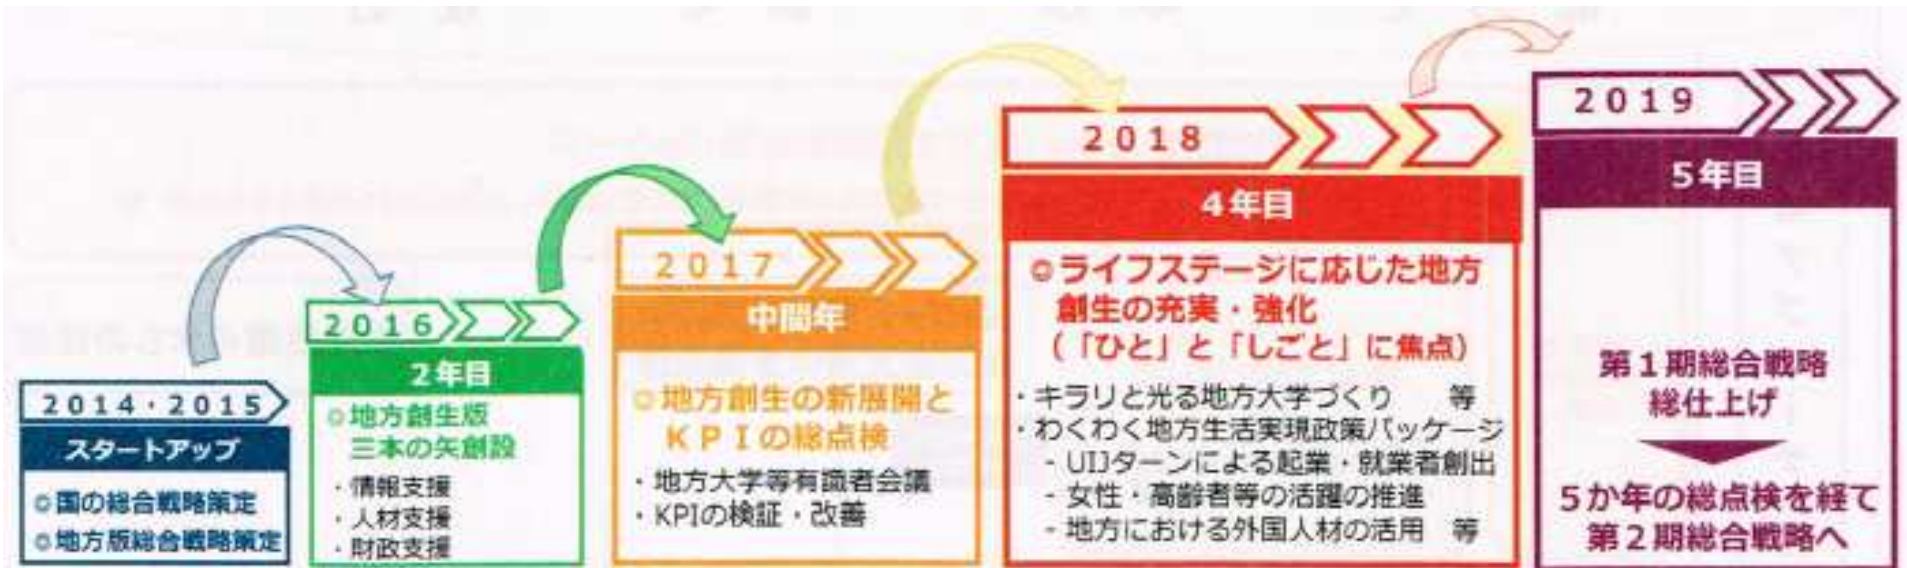 2014・2015
スタートアップ
◎国の総合戦略策定
◎地方版総合戦略策定
2016
2年目
◎地方創生版
三本の矢創設
・情報支援
・人材支援
・財政支援
2017
中間年
◎地方創生の新展開と
KPIの総点検
・地方大学等有識者会議
・KPIの検証・改善
2018
4年目
◎ライフステージに応じた地方
創生の充実・強化
(「ひと」と「しごと」に焦点)
・キラリと光る地方大学づくり 等
・わくわく地方生活実現政策パッケージ
- UIJターンによる起業・就業者創出
- 女性・高齢者等の活躍の推進
- 地方における外国人材の活用 等
2019
5年目
第1期総合戦略
総仕上げ
5か年の総点検を経て
第2期総合戦略へ